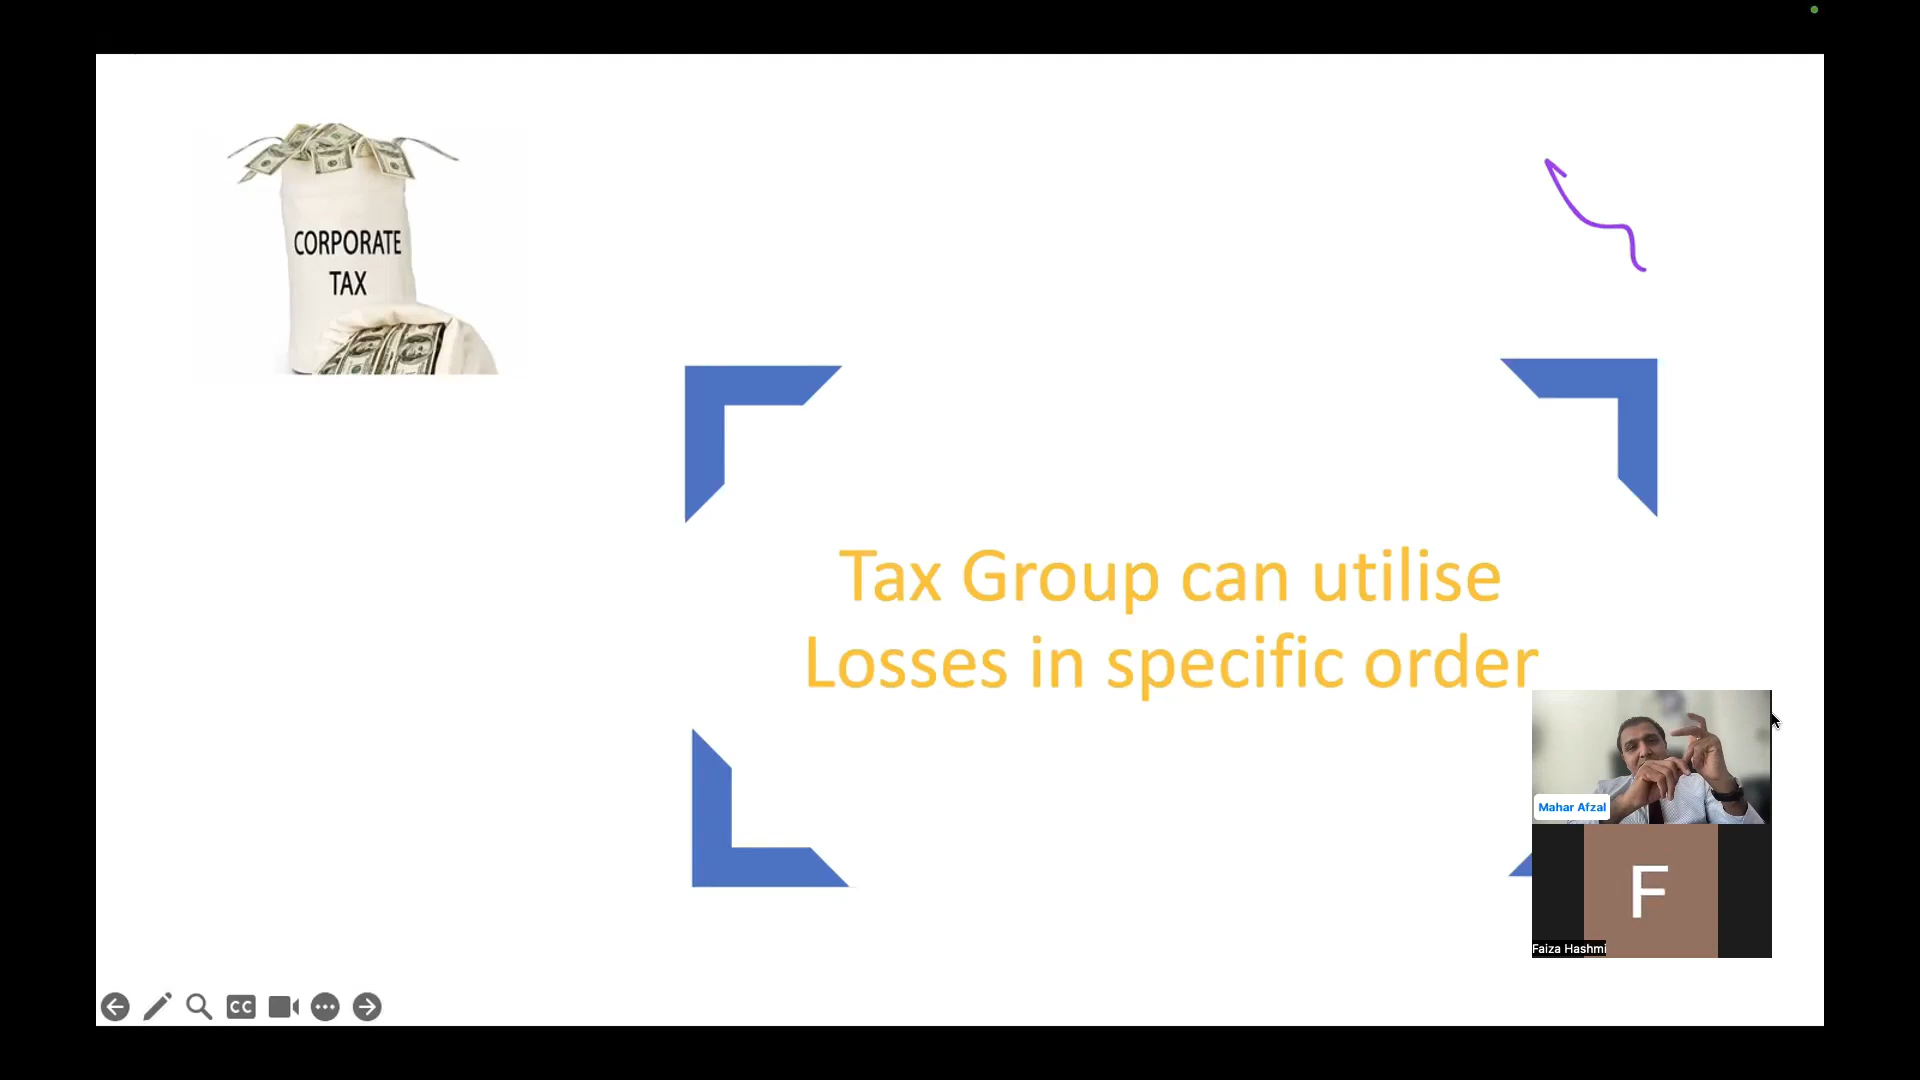 CORPORATE
TAX
Tax Group can utilise
Losses in specific order
Mahar Afzal
F
Faiza Hashmi
CC